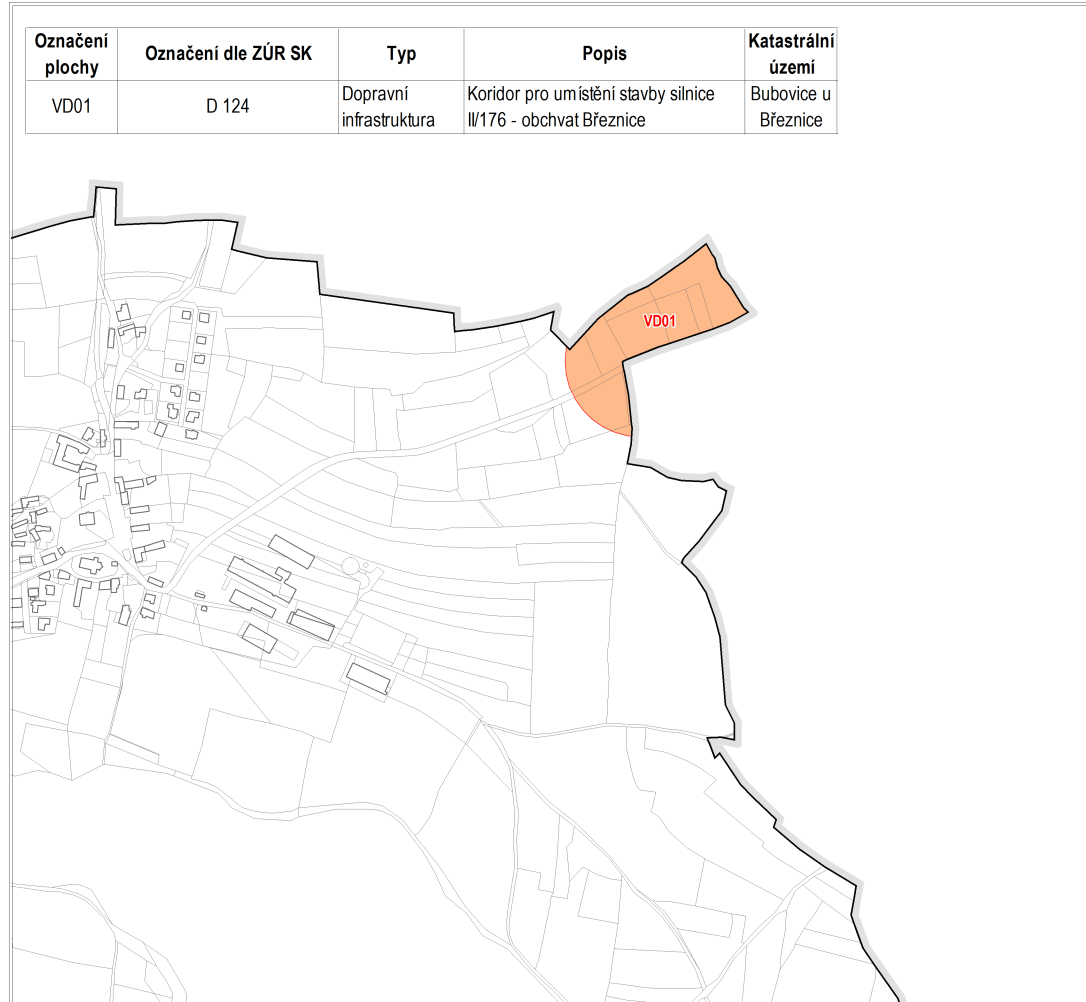 Označení plochy
Označení dle ZÚR SK
Typ
Popis
Katastrální území
VD01
D 124
Dopravní infrastruktura
Koridor pro umístění stavby silnice
II/176 - obchvat Březnice
Bubovice u Březnice
VD01